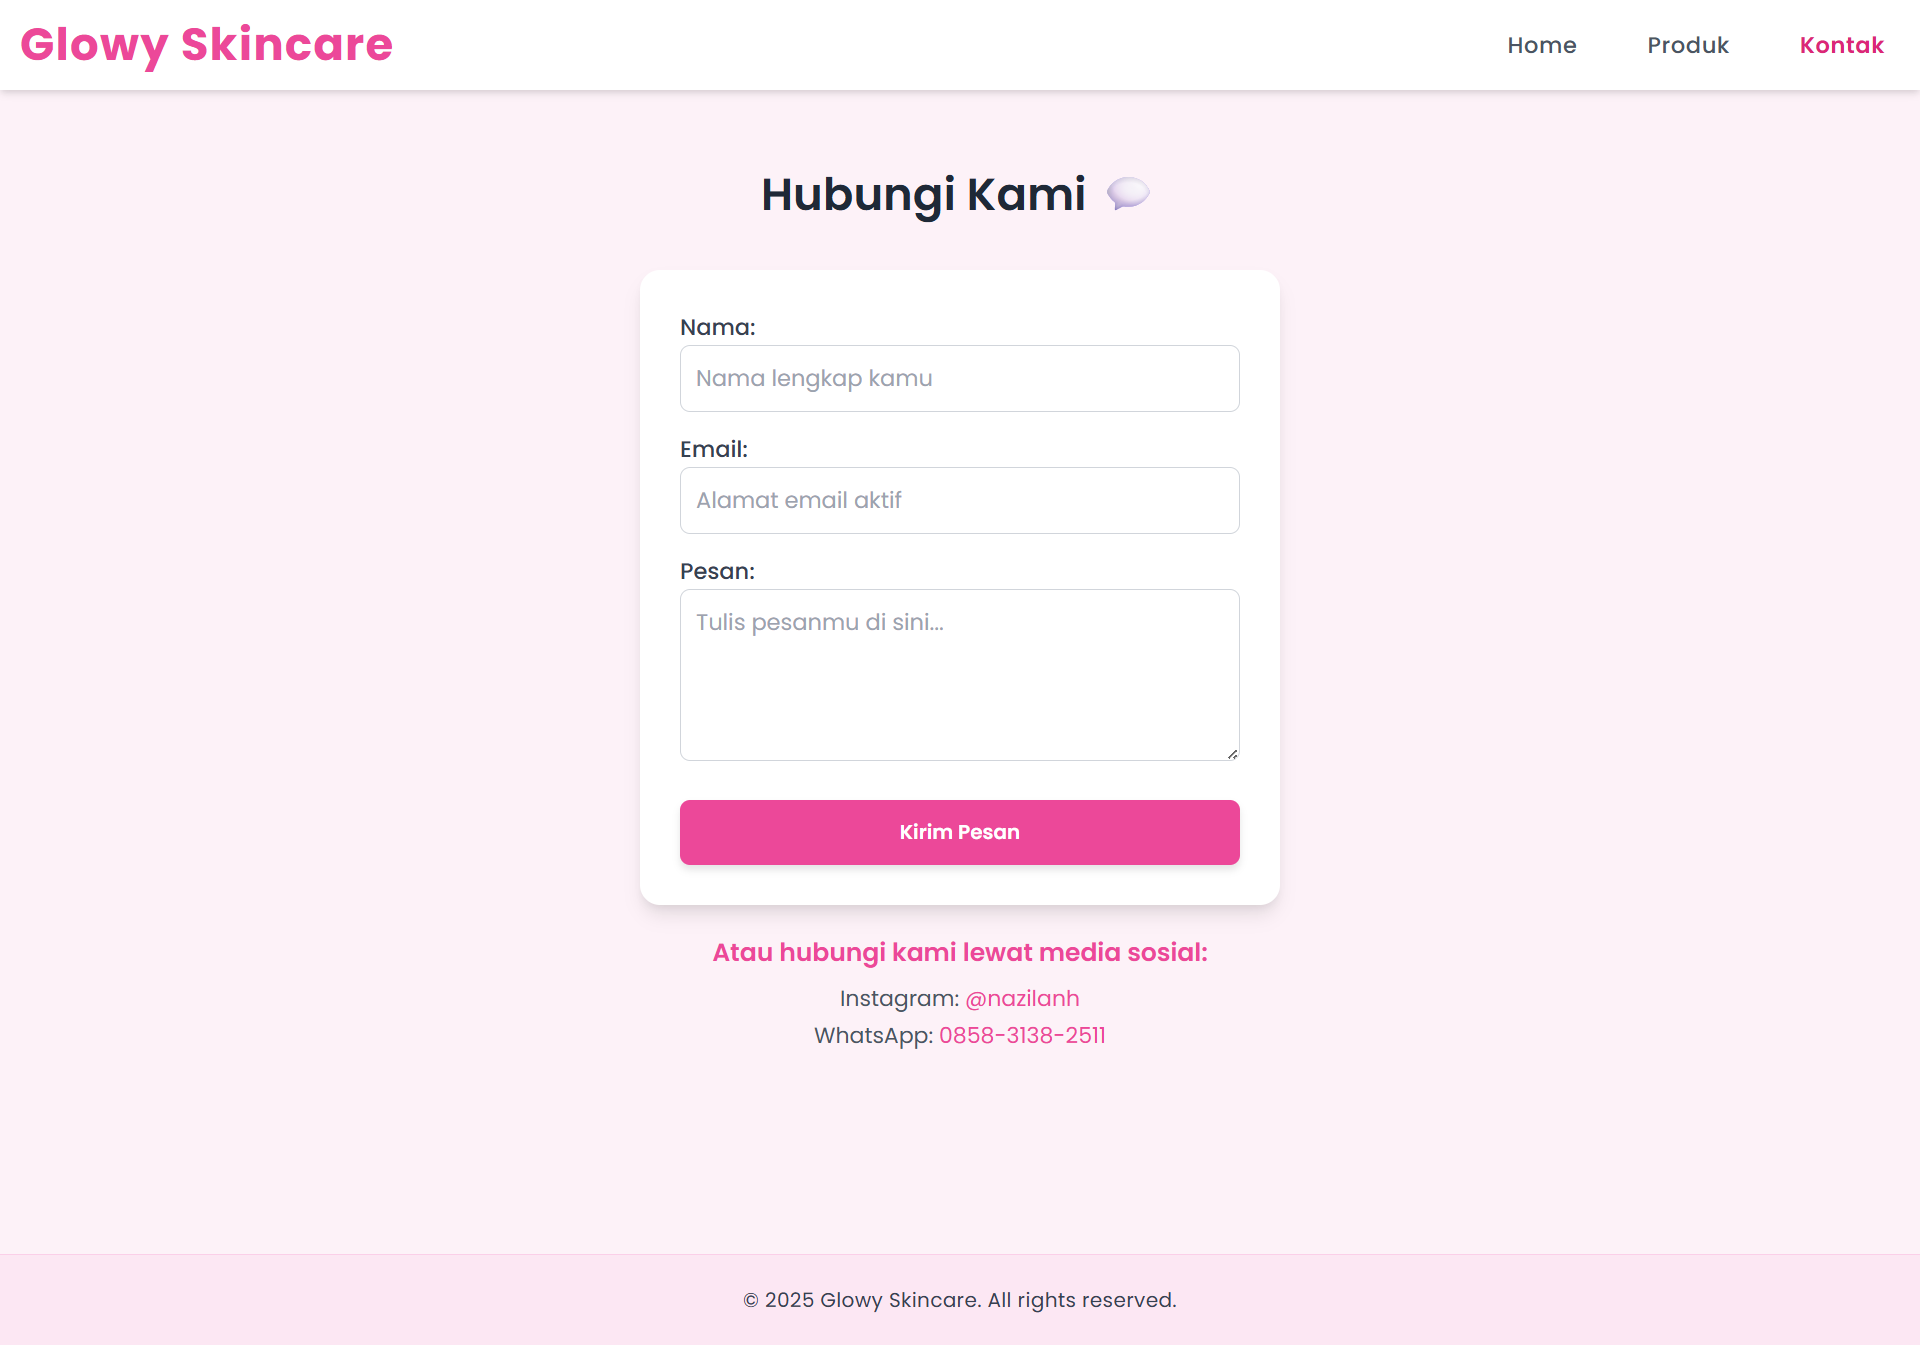 Glowy Skincare
Home
Produk
Kontak
Hubungi Kami 💬
Nama:
Nama lengkap kamu
Email:
Alamat email aktif
Pesan:
Tulis pesanmu di sini...
Kirim Pesan
Atau hubungi kami lewat media sosial:
Instagram: @nazilanh
WhatsApp: 0858-3138-2511
© 2025 Glowy Skincare. All rights reserved.